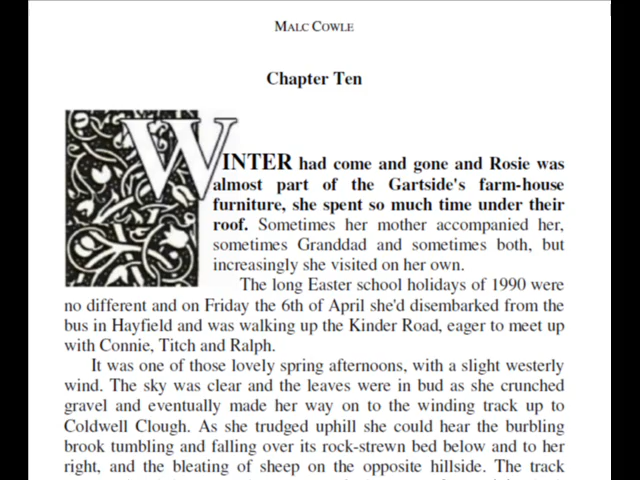 MALC COWLE
Chapter Ten
WINTER had come and gone and Rosie was
almost part of the Gartside's farm-house
furniture, she spent so much time under their
roof. Sometimes her mother accompanied her,
sometimes Granddad and sometimes both, but
increasingly she visited on her own.
The long Easter school holidays of 1990 were
no different and on Friday the 6th of April she'd disembarked from the
bus in Hayfield and was walking up the Kinder Road, eager to meet up
with Connie, Titch and Ralph.
It was one of those lovely spring afternoons, with a slight westerly
wind. The sky was clear and the leaves were in bud as she crunched
gravel and eventually made her way on to the winding track up to
Coldwell Clough. As she trudged uphill she could hear the burbling
brook tumbling and falling over its rock-strewn bed below and to her
right, and the bleating of sheep on the opposite hillside. The track